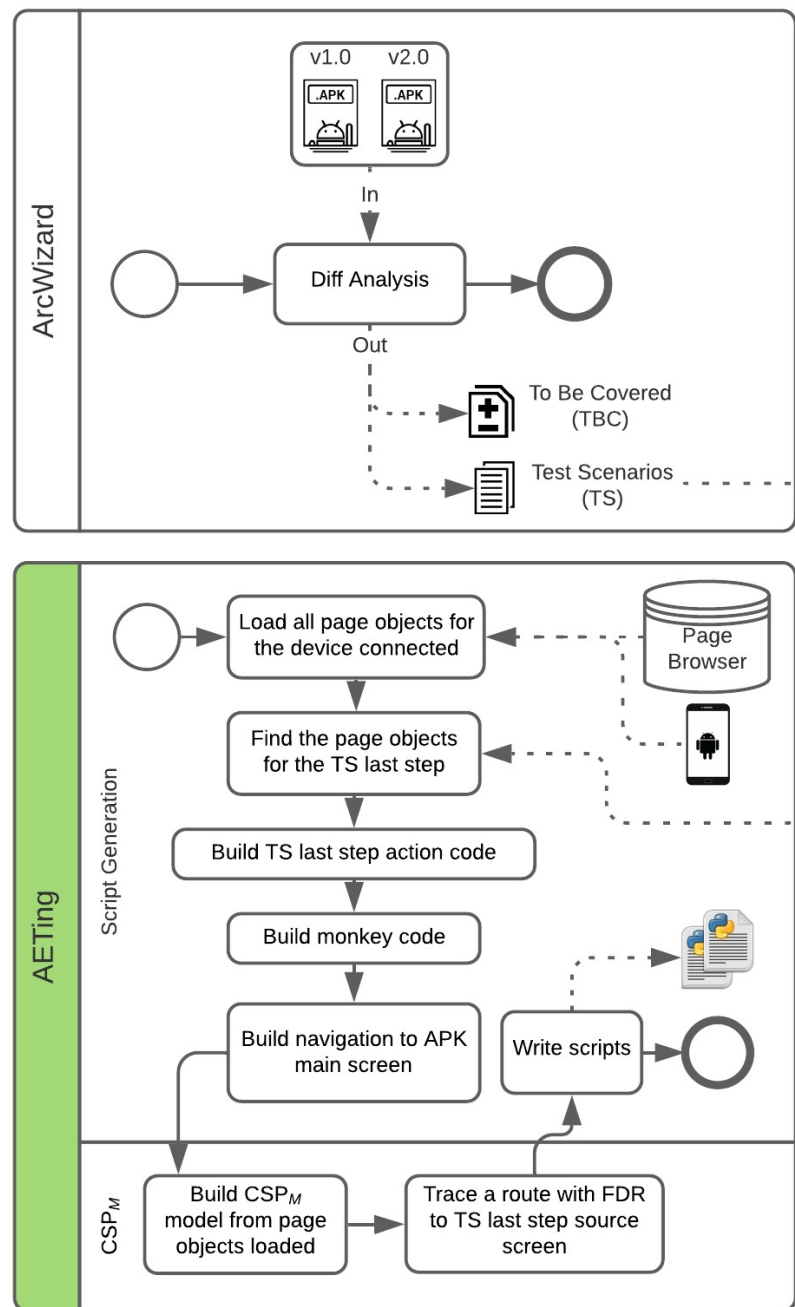 v1.0 v2.0
.APK .APK
In
ArcWizard
Diff Analysis
Out
To Be Covered
(TBC)
Test Scenarios
(TS)
AETing
Script Generation
Load all page objects for
the device connected
Page
Browser
Find the page objects
for the TS last step
Build TS last step action code
Build monkey code
Build navigation to APK
main screen
Write scripts
CSPM
Build CSPM
model from page
objects loaded
Trace a route with FDR
to TS last step source
screen